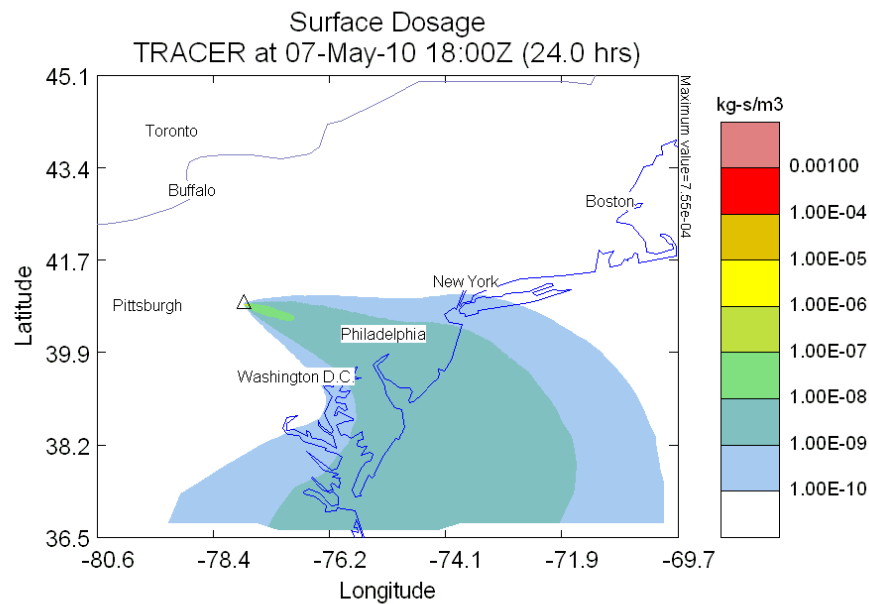 Surface Dosage
TRACER at 07-May-10 18:00Z (24.0 hrs)
45.1
43.4
41.7
39.9
38.2
36.5
Latitude
-80.6
-78.4
-76.2
-74.1
-71.9
-69.7
Longitude
Toronto
Buffalo
Boston
New York
Pittsburgh
Philadelphia
Washington D.C.
Maximum value=7.55e-04
kg-s/m3
0.00100
1.00E-04
1.00E-05
1.00E-06
1.00E-07
1.00E-08
1.00E-09
1.00E-10